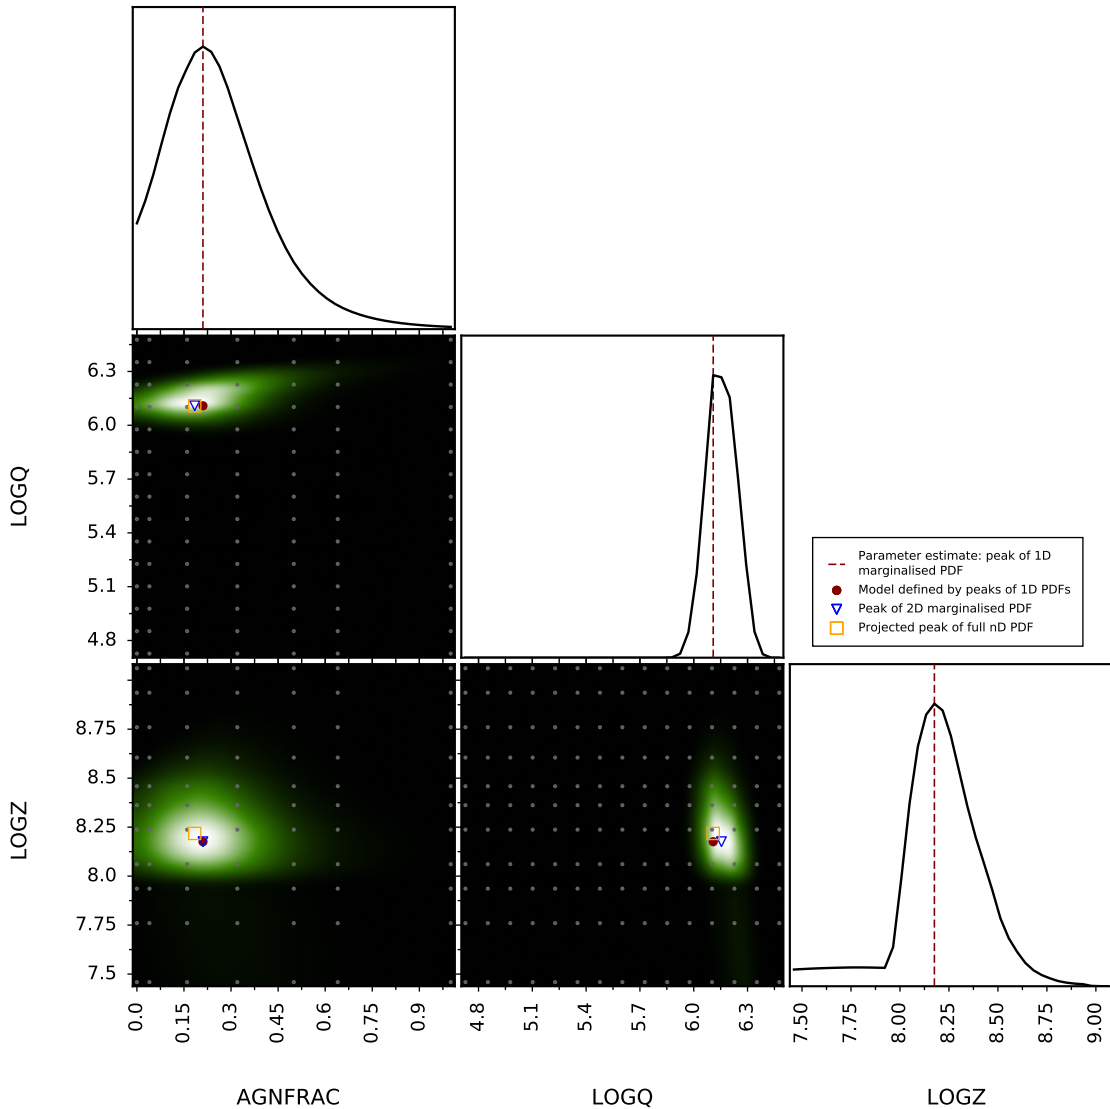 6.3
6.0
5.7
5.4
5.1
4.8
LOGQ
Parameter estimate: peak of 1D
marginalised PDF
Model defined by peaks of 1D PDFs
Peak of 2D marginalised PDF
Projected peak of full nD PDF
8.75
8.5
8.25
8.0
7.75
7.5
LOGZ
0.0 0.15 0.3 0.45 0.6 0.75 0.9
4.8 5.1 5.4 5.7 6.0 6.3
7.50 7.75 8.00 8.25 8.50 8.75 9.00
AGNFRAC LOGQ LOGZ